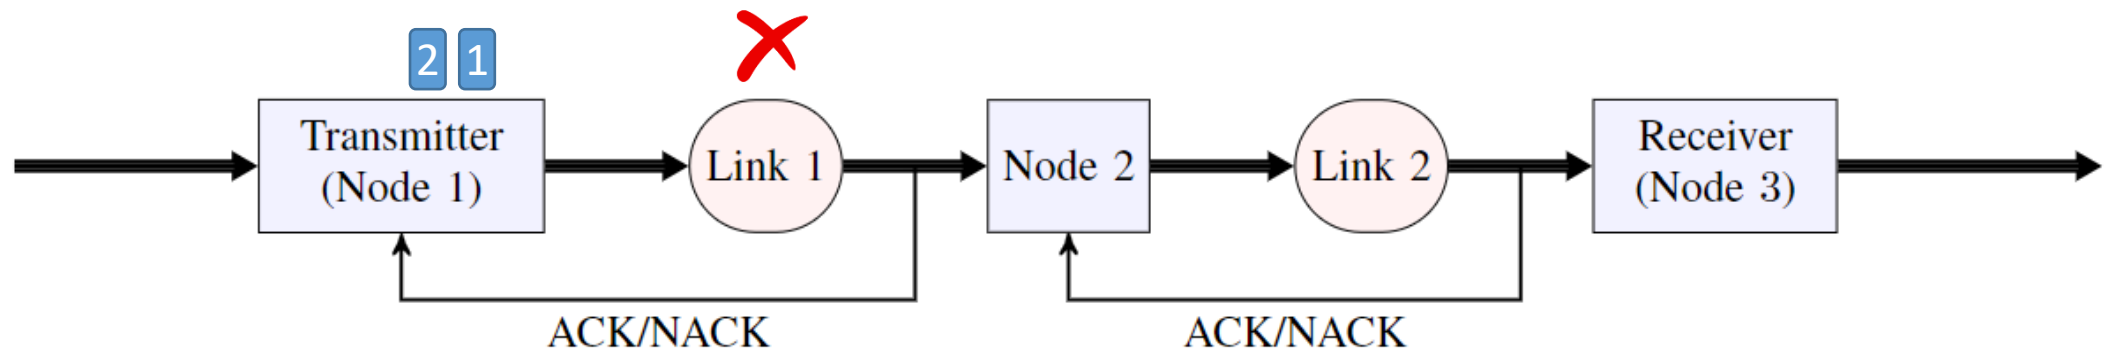 2 1
Transmitter
(Node 1)
Link 1
Node 2
Link 2
Receiver
(Node 3)
ACK/NACK
ACK/NACK